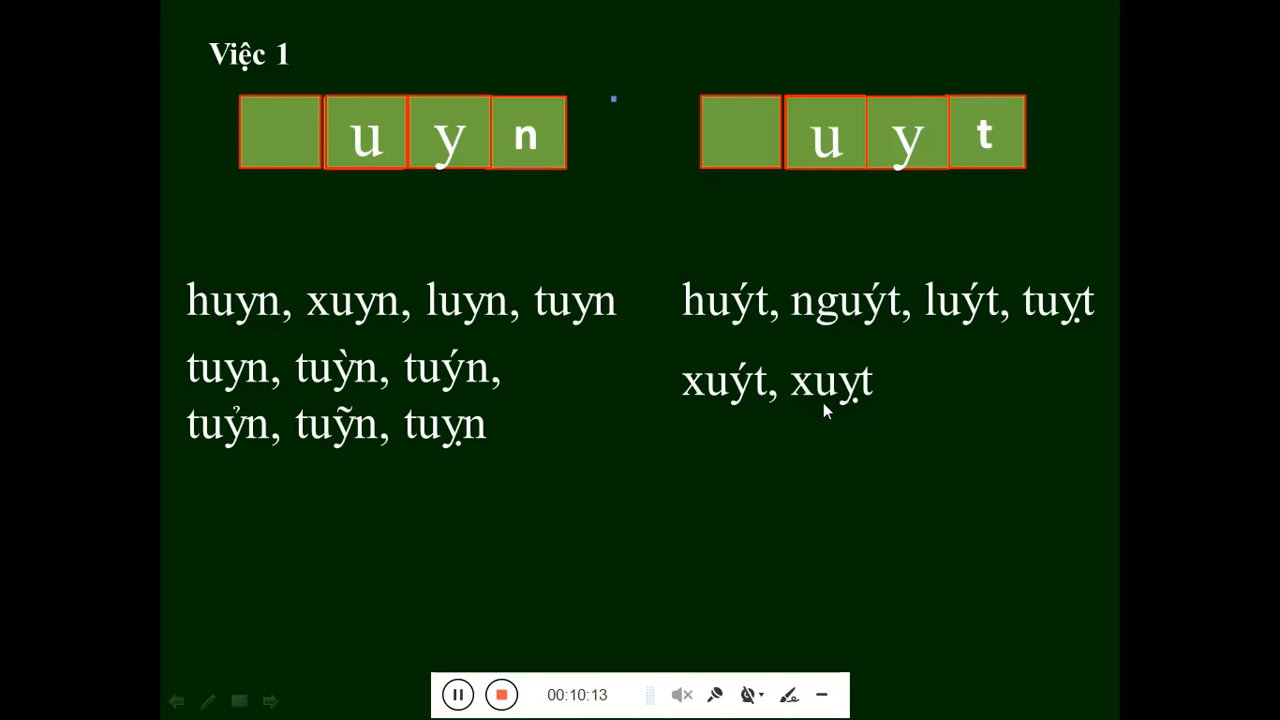 Việc 1
u y n
u y t
huyn, xuyn, luyn, tuyn
tuyn, tuỳn, tuýn,
tuỷn, tuỹn, tuỵn
huýt, nguýt, luýt, tuỵt
xuýt, xuỵt
00:10:13